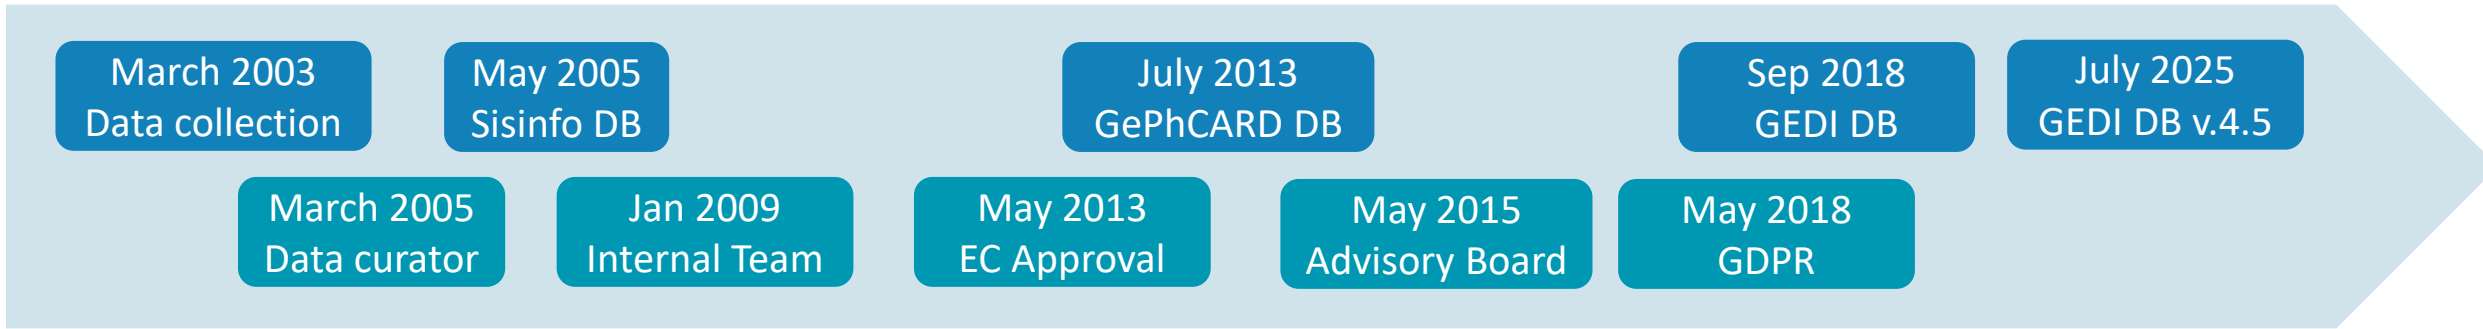 March 2003
Data collection
May 2005
Sisinfo DB
July 2013
GePhCARD DB
Sep 2018
GEDI DB
July 2025
GEDI DB v.4.5
March 2005
Data curator
Jan 2009
Internal Team
May 2013
EC Approval
May 2015
Advisory Board
May 2018
GDPR